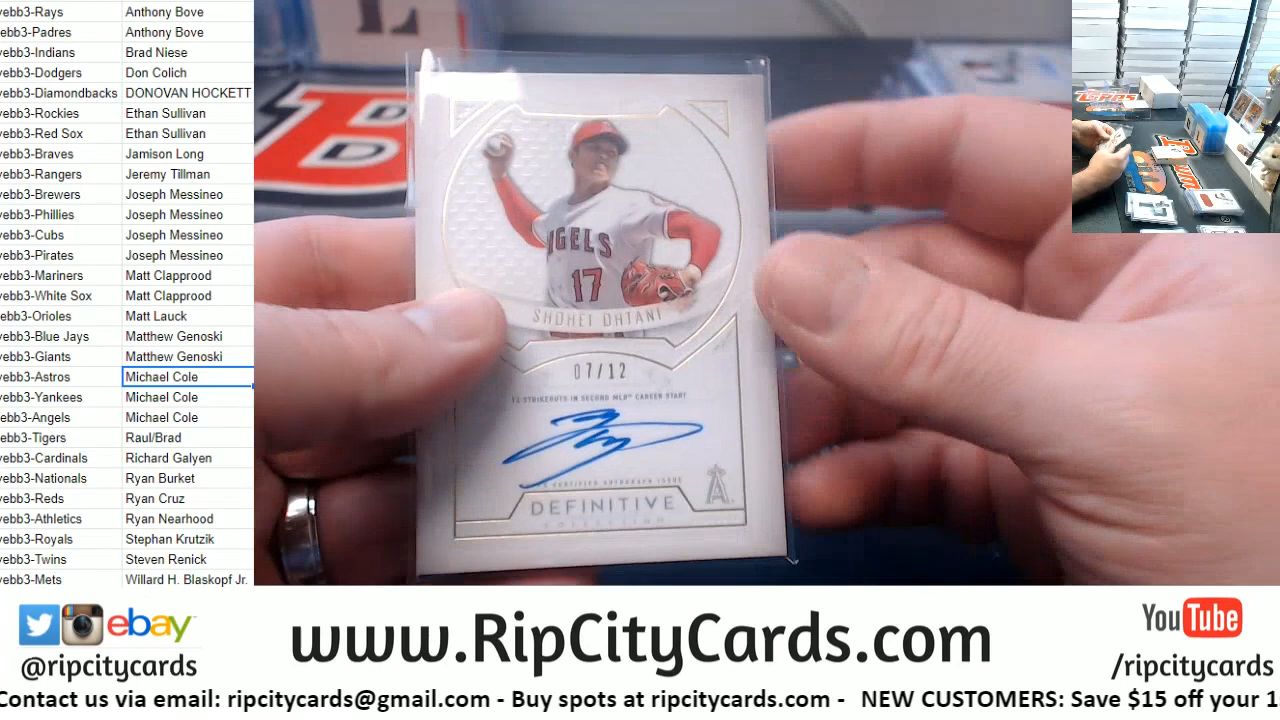 ebb3-Rays Anthony Bove
ebb3-Padres Anthony Bove
ebb3-Indians Brad Niese
ebb3-Dodgers Don Colich
ebb3-Diamondbacks DONOVAN HOCKETT
ebb3-Rockies Ethan Sullivan
ebb3-Red Sox Ethan Sullivan
ebb3-Braves Jamison Long
ebb3-Rangers Jeremy Tillman
ebb3-Brewers Joseph Messineo
ebb3-Phillies Joseph Messineo
ebb3-Cubs Joseph Messineo
ebb3-Pirates Joseph Messineo
ebb3-Mariners Matt Clapprood
ebb3-White Sox Matt Clapprood
ebb3-Orioles Matt Lauck
ebb3-Blue Jays Matthew Genoski
ebb3-Giants Matthew Genoski
ebb3-Astros Michael Cole
ebb3-Yankees Michael Cole
ebb3-Angels Michael Cole
ebb3-Tigers Raul/Brad
ebb3-Cardinals Richard Galyen
ebb3-Nationals Ryan Burket
ebb3-Reds Ryan Cruz
ebb3-Athletics Ryan Nearhood
ebb3-Royals Stephan Krutzik
ebb3-Twins Steven Renick
ebb3-Mets Willard H. Blaskopf Jr.
ANGELS
17
SHOHEI OHTANI
07/12
12 STRIKEOUTS IN SECOND MLB® CAREER START
CERTIFIED AUTOGRAPH ISSUE
DEFINITIVE
COLLECTION
ebay
@ripcitycards
www.RipCityCards.com
YouTube
/ripcitycards
Contact us via email: ripcitycards@gmail.com - Buy spots at ripcitycards.com - NEW CUSTOMERS: Save $15 off your 1